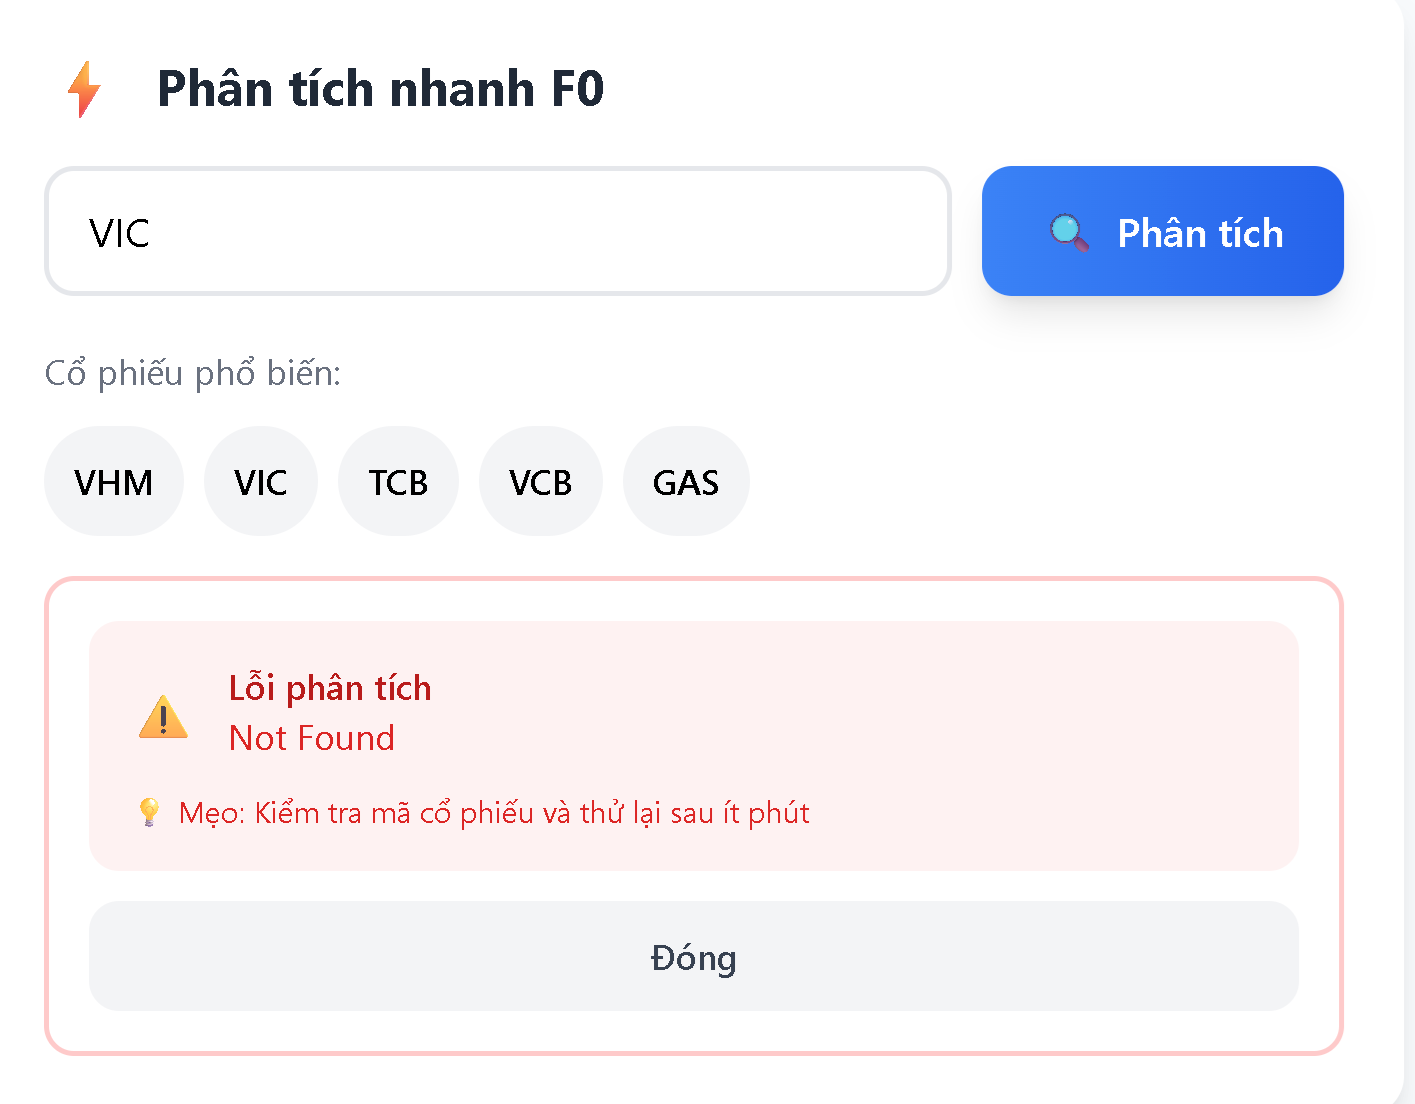 Phân tích nhanh F0
VIC
Phân tích
Cổ phiếu phổ biến:
VHM VIC TCB VCB GAS
Lỗi phân tích
Not Found
Mẹo: Kiểm tra mã cổ phiếu và thử lại sau ít phút
Đóng